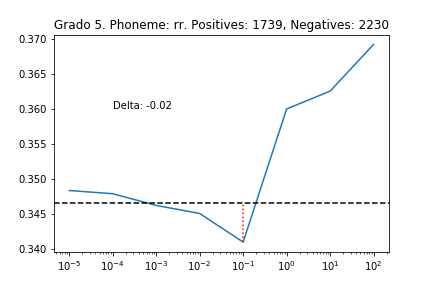 Grado 5. Phoneme: rr. Positives: 1739, Negatives: 2230
0.370
0.365
0.360
0.355
0.350
0.345
0.340
Delta: -0.02
10⁻⁵ 10⁻⁴ 10⁻³ 10⁻² 10⁻¹ 10⁰ 10¹ 10²